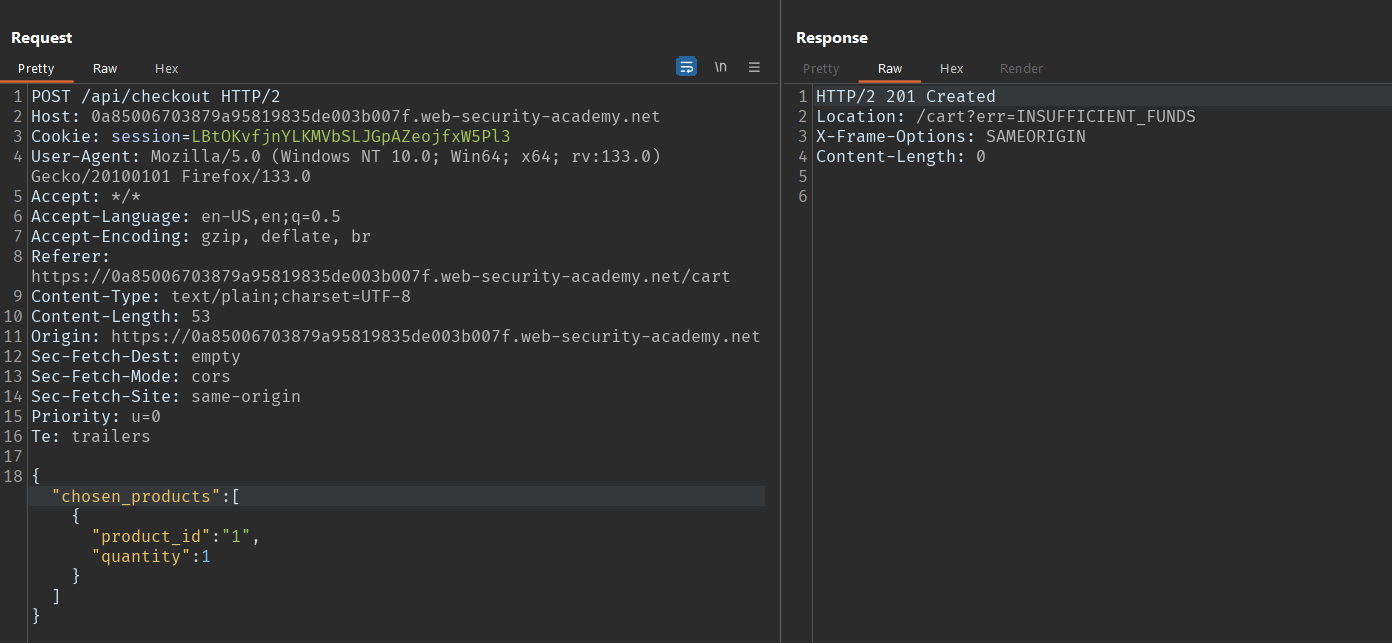 Request
Pretty Raw Hex
\n
1 POST /api/checkout HTTP/2
2 Host: 0a85006703879a95819835de003b007f.web-security-academy.net
3 Cookie: session=LBtOKvfjnYLKMVbSLJGpAZeojfxW5Pl3
4 User-Agent: Mozilla/5.0 (Windows NT 10.0; Win64; x64; rv:133.0)
Gecko/20100101 Firefox/133.0
5 Accept: */*
6 Accept-Language: en-US,en;q=0.5
7 Accept-Encoding: gzip, deflate, br
8 Referer:
https://0a85006703879a95819835de003b007f.web-security-academy.net/cart
9 Content-Type: text/plain;charset=UTF-8
10 Content-Length: 53
11 Origin: https://0a85006703879a95819835de003b007f.web-security-academy.net
12 Sec-Fetch-Dest: empty
13 Sec-Fetch-Mode: cors
14 Sec-Fetch-Site: same-origin
15 Priority: u=0
16 Te: trailers
17
18 {
"chosen_products":[
{
"product_id":"1",
"quantity":1
}
]
}
Response
Pretty Raw Hex Render
1 HTTP/2 201 Created
2 Location: /cart?err=INSUFFICIENT_FUNDS
3 X-Frame-Options: SAMEORIGIN
4 Content-Length: 0
5
6